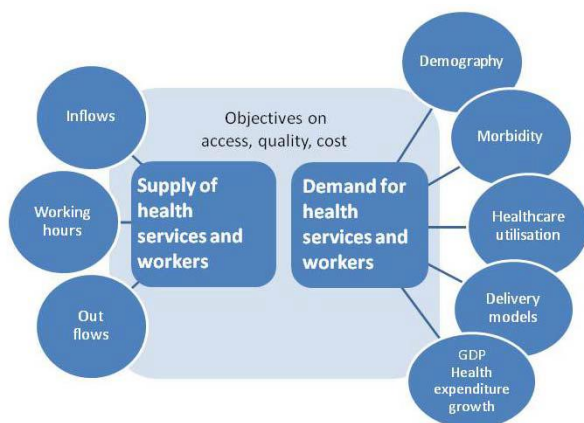 Demography
Inflows
Objectives on
access, quality, cost
Morbidity
Supply of
health
services and
workers
Demand for
health
services and
workers
Working
hours
Healthcare
utilisation
Out
flows
Delivery
models
GDP
Health
expenditure
growth